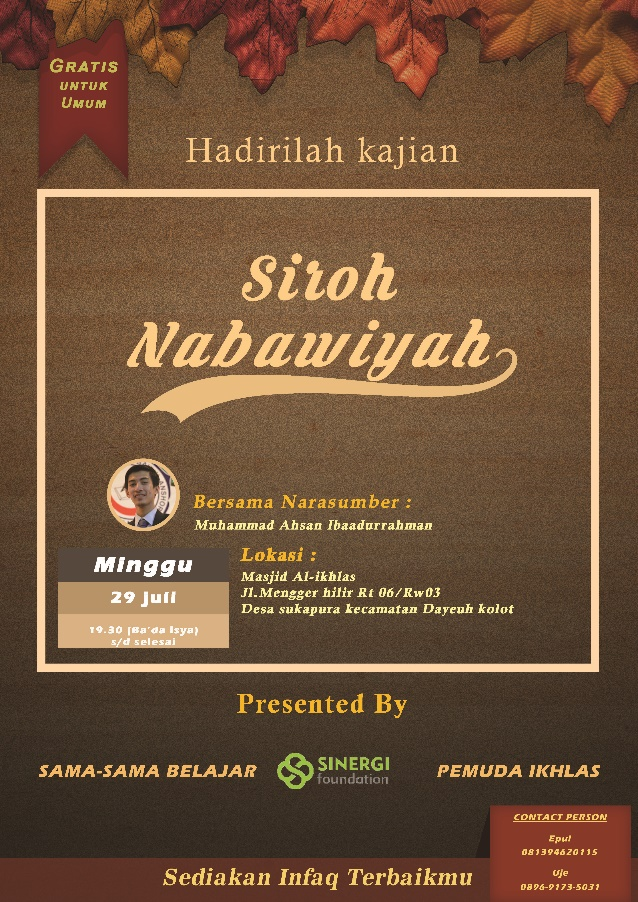 GRATIS
UNTUK
UMUM
Hadirilah kajian
Siroh
Nabawiyah
Bersama Narasumber :
Muhammad Ahsan Ibaadurrahman
Minggu
29 Juli
19.30 (Ba'da Isya)
s/d selesai
Lokasi :
Masjid Al-ikhlas
Jl.Mengger hilir Rt 06/Rw03
Desa sukapura kecamatan Dayeuh kolot
Presented By
SAMA-SAMA BELAJAR
SINERGI
foundation
PEMUDA IKHLAS
CONTACT PERSON
Epul
081394620115
Uje
0896-9173-5031
Sediakan Infaq Terbaikmu